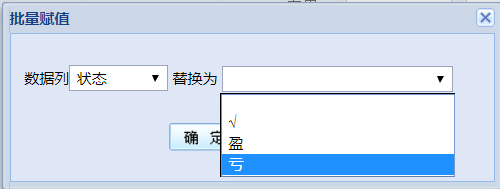 批量赋值
数据列 状态 替换为
√
确 定
盈
亏